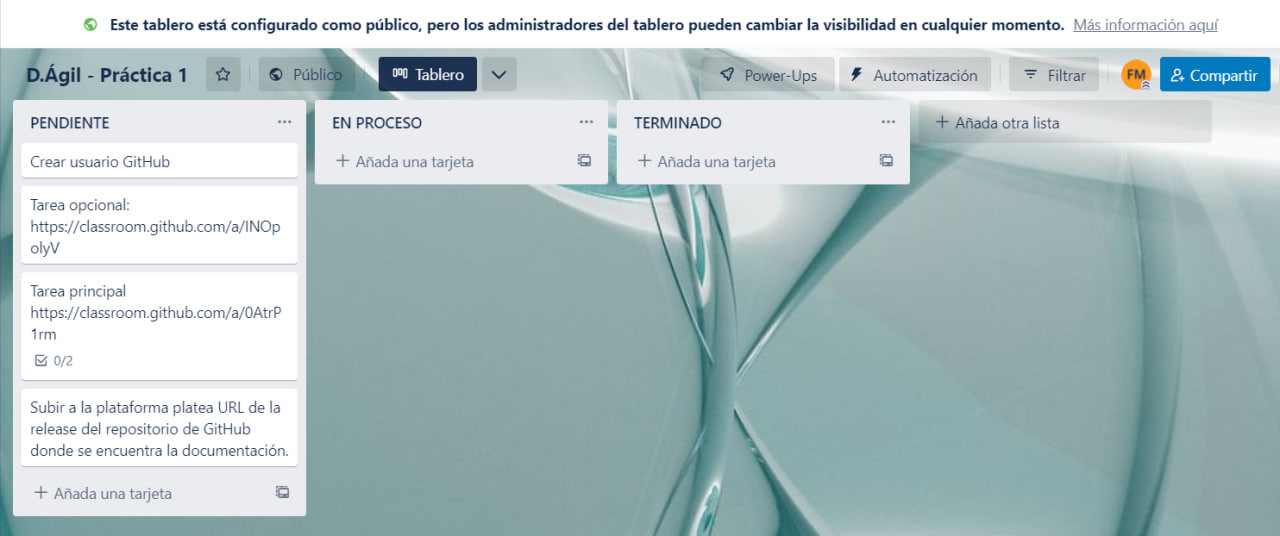 Este tablero está configurado como público, pero los administradores del tablero pueden cambiar la visibilidad en cualquier momento. Más información aquí
D.Ágil - Práctica 1 Público Tablero Power-Ups Automatización Filtrar FM Compartir
PENDIENTE
Crear usuario GitHub
Tarea opcional:
https://classroom.github.com/a/INOp
olyV
Tarea principal
https://classroom.github.com/a/0AtrP
1rm
0/2
Subir a la plataforma platea URL de la
release del repositorio de GitHub
donde se encuentra la documentación.
+ Añada una tarjeta
EN PROCESO
+ Añada una tarjeta
TERMINADO
+ Añada una tarjeta
+ Añada otra lista